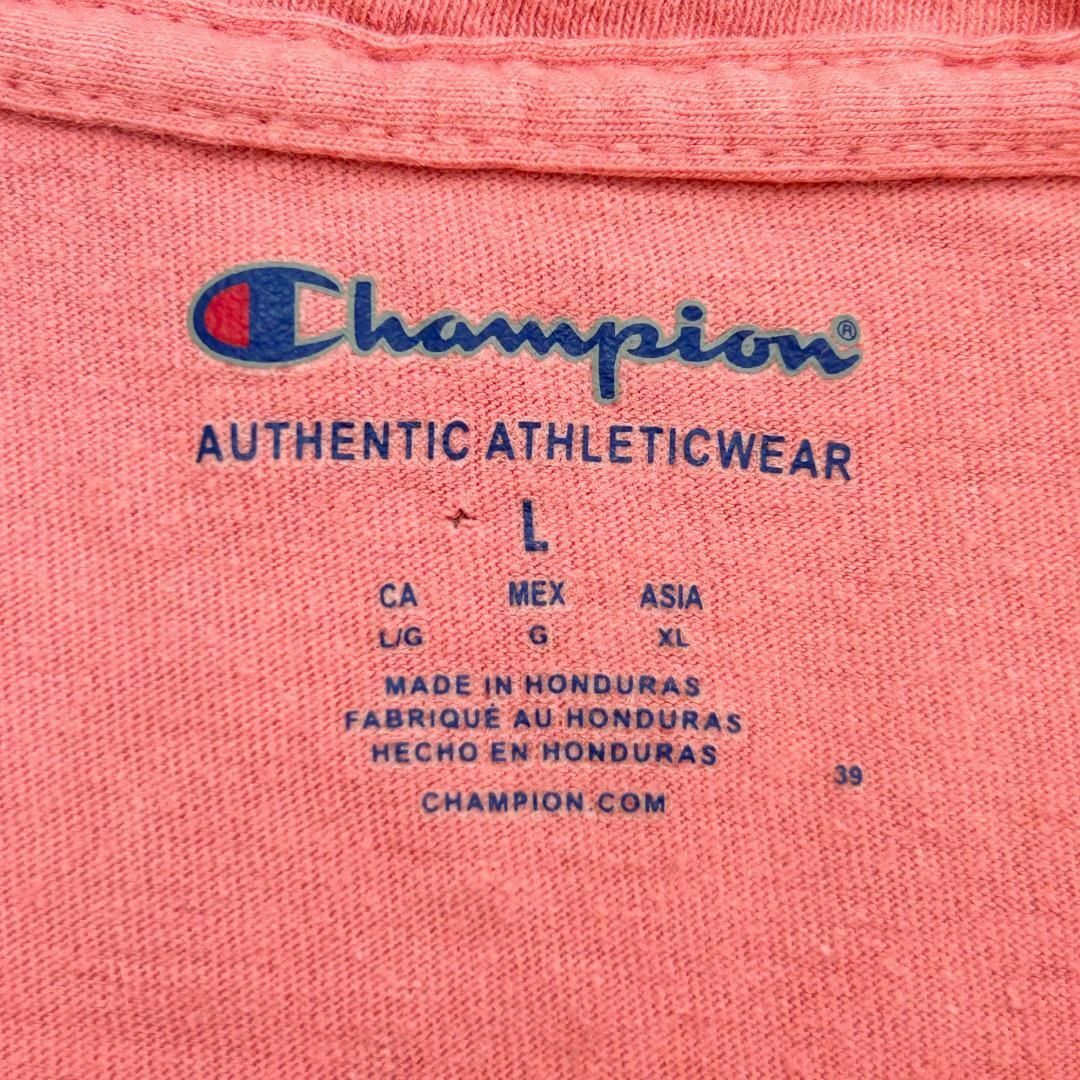 Champion®
AUTHENTIC ATHLETICWEAR
L
CA MEX ASIA
L/G G XL
MADE IN HONDURAS
FABRIQUÉ AU HONDURAS
HECHO EN HONDURAS
39
CHAMPION.COM